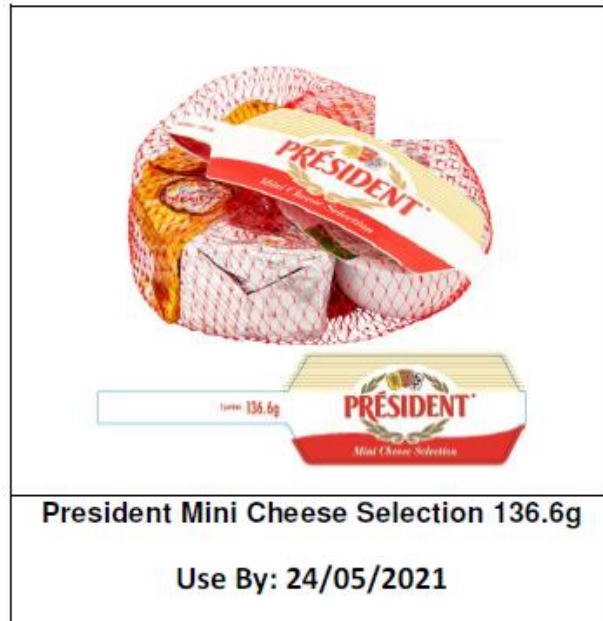 PRÉSIDENT
Mini Cheese Selection
136.6g
PRÉSIDENT
Mini Cheese Selection
President Mini Cheese Selection 136.6g
Use By: 24/05/2021